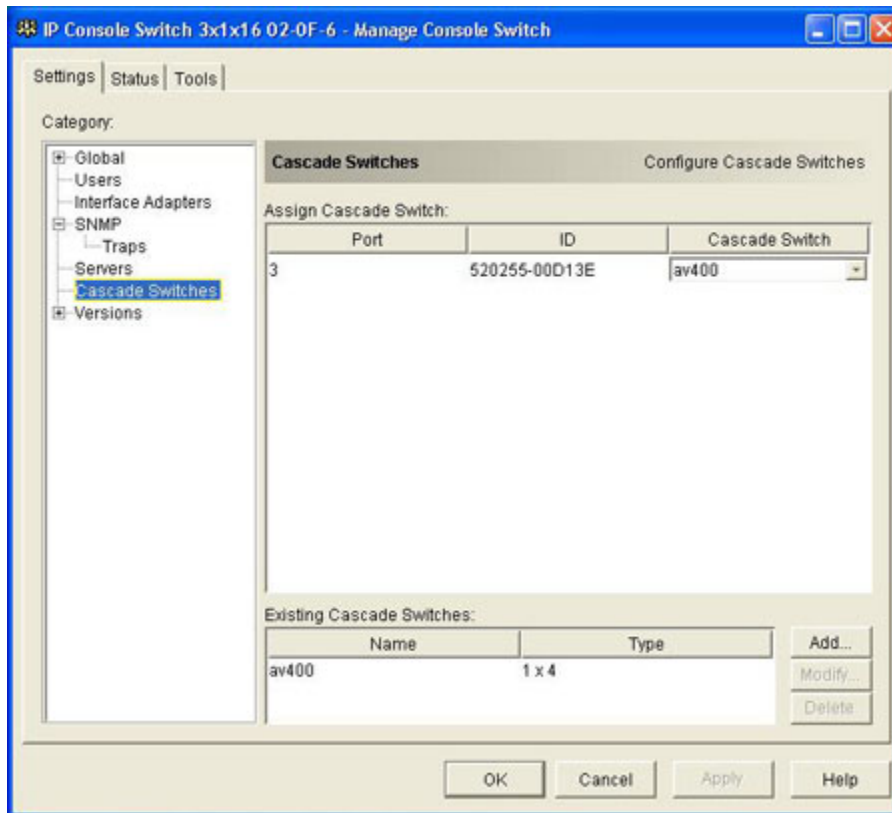 IP Console Switch 3x1x16 02-0F-6 - Manage Console Switch
Settings Status Tools
Category:
Global
Users
Interface Adapters
SNMP
Traps
Servers
Cascade Switches
Versions
Cascade Switches Configure Cascade Switches
Assign Cascade Switch:
Port ID Cascade Switch
3 520255-00D13E av400
Existing Cascade Switches:
Name Type
av400 1 x 4
Add...
Modify...
Delete
OK Cancel Apply Help